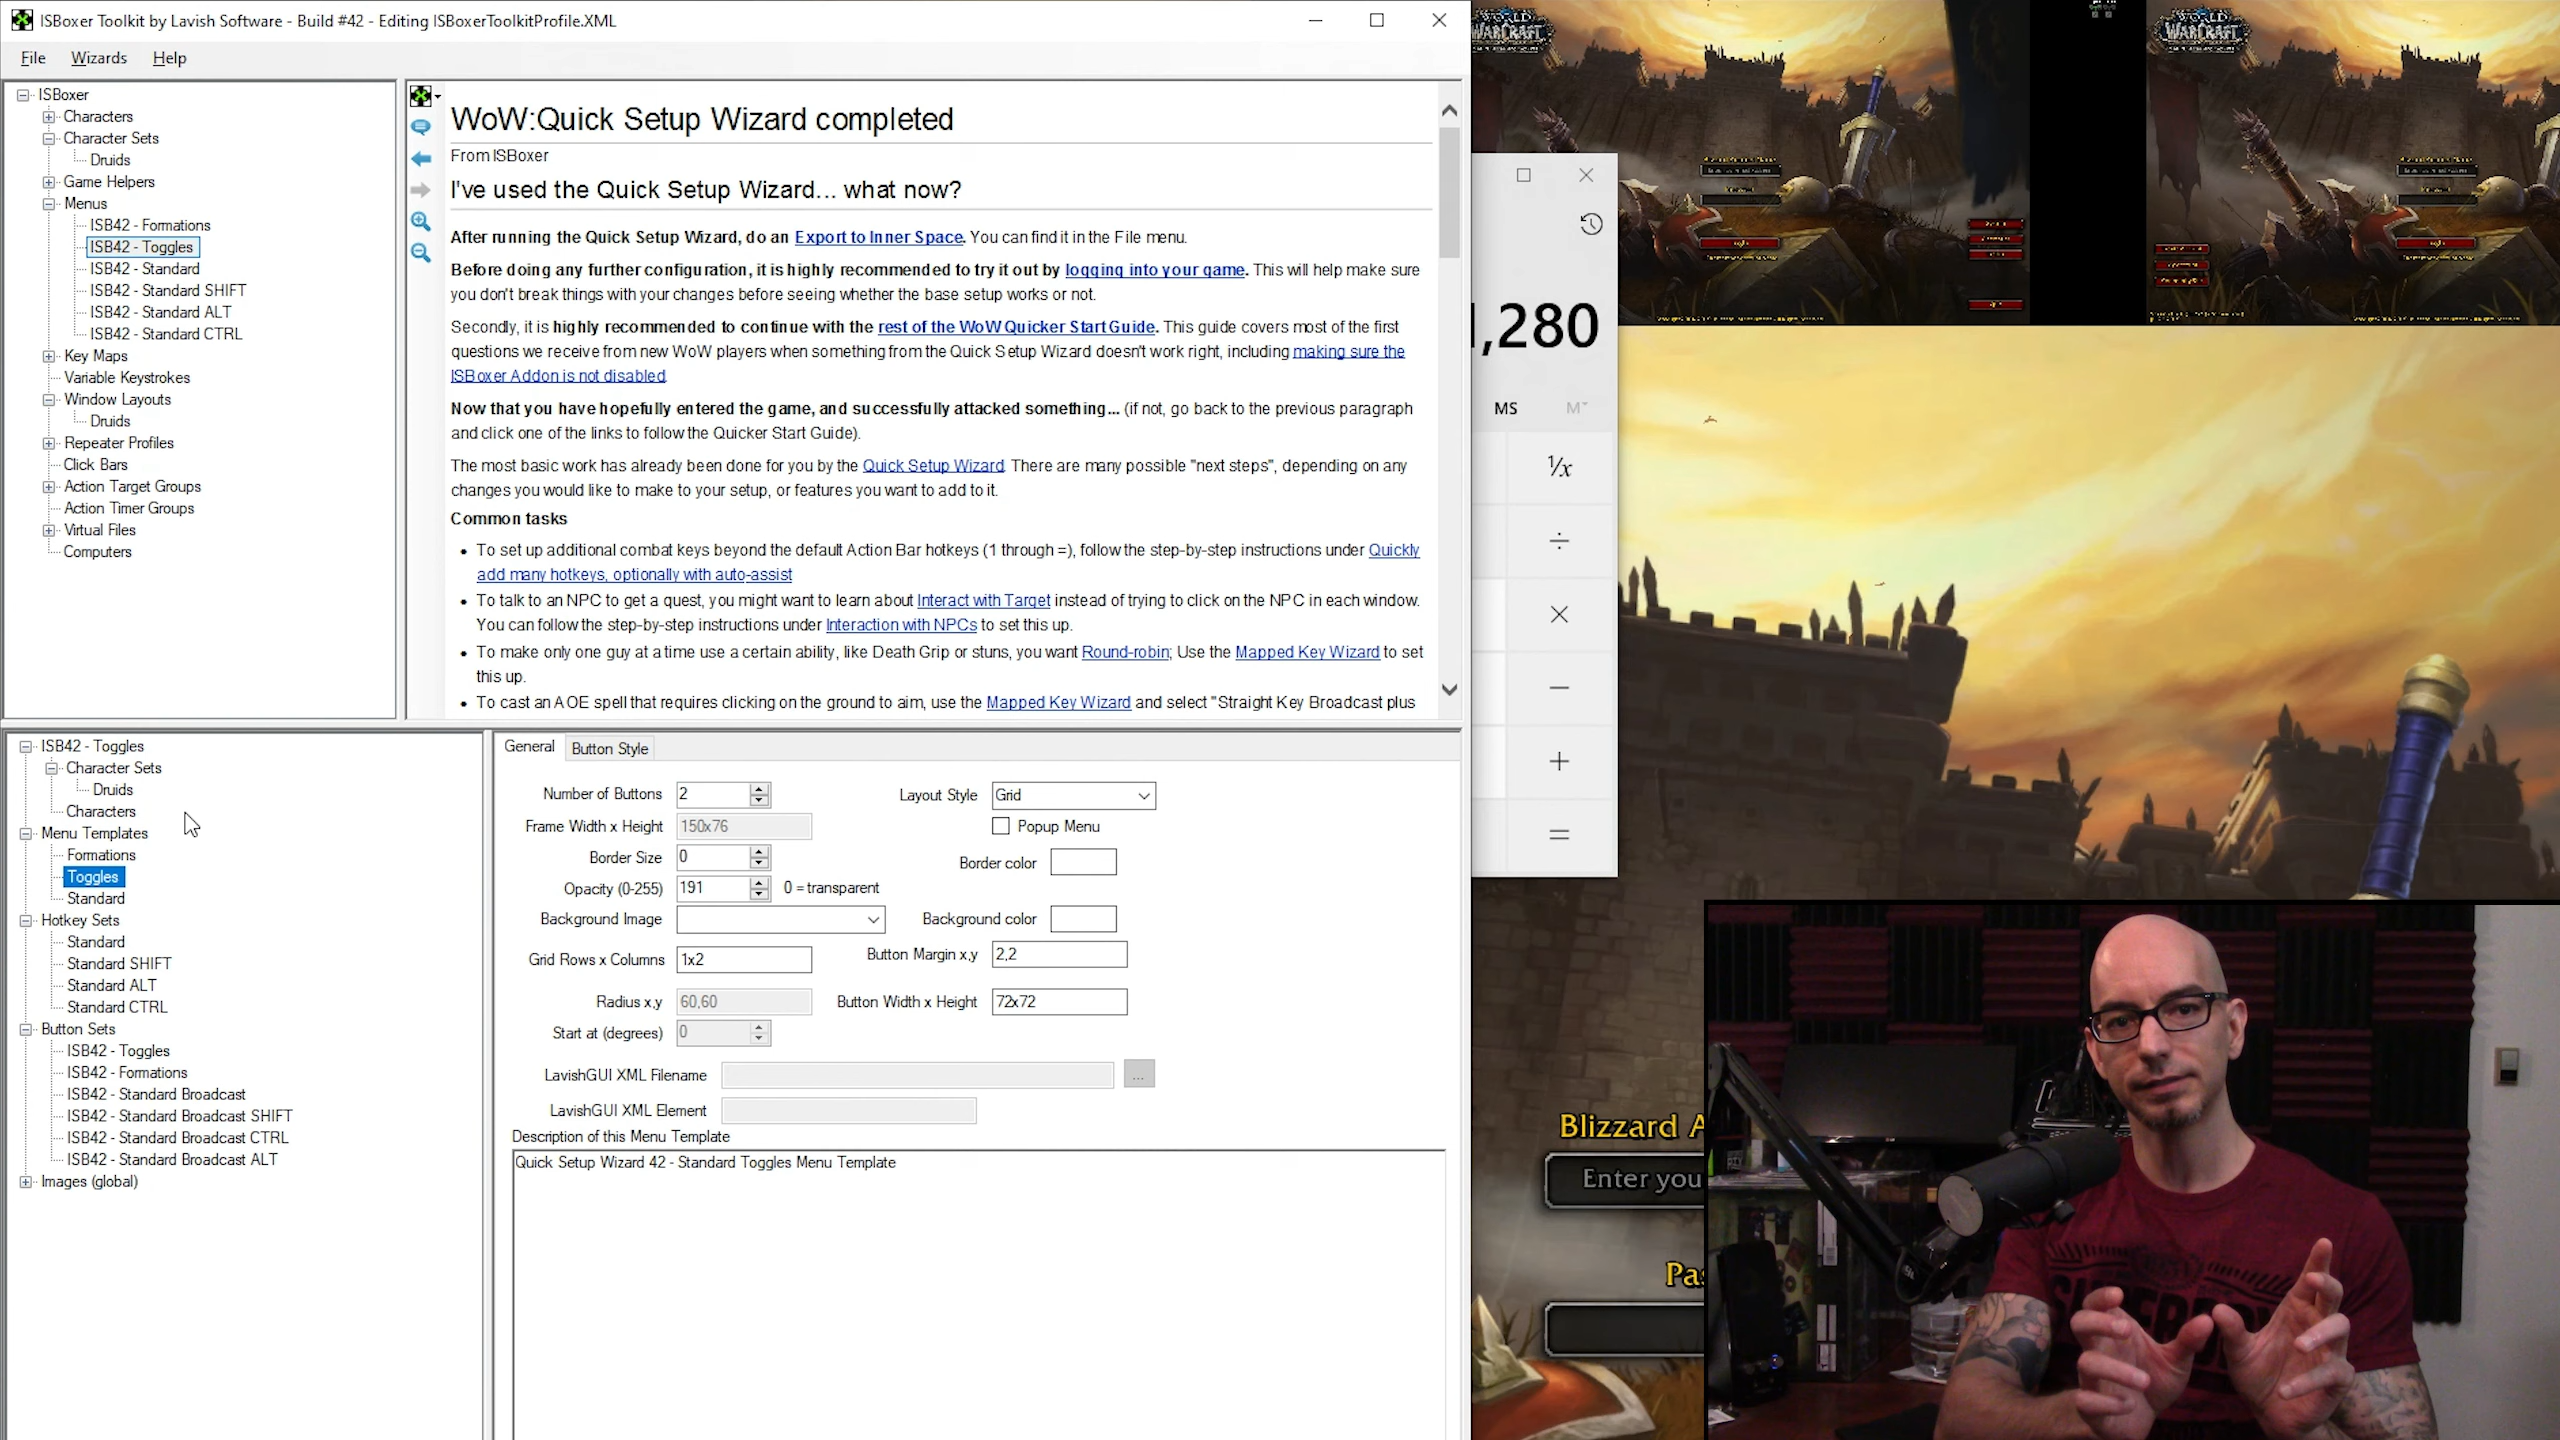 ISBoxer Toolkit by Lavish Software - Build #42 - Editing ISBoxerToolkitProfile.XML
File Wizards Help
ISBoxer
Characters
Character Sets
Druids
Game Helpers
Menus
ISB42 - Formations
ISB42 - Toggles
ISB42 - Standard
ISB42 - Standard SHIFT
ISB42 - Standard ALT
ISB42 - Standard CTRL
Key Maps
Variable Keystrokes
Window Layouts
Druids
Repeater Profiles
Click Bars
Action Target Groups
Action Timer Groups
Virtual Files
Computers
WoW:Quick Setup Wizard completed
From ISBoxer
I've used the Quick Setup Wizard... what now?
After running the Quick Setup Wizard, do an Export to Inner Space. You can find it in the File menu.
Before doing any further configuration, it is highly recommended to try it out by logging into your game. This will help make sure
you don't break things with your changes before seeing whether the base setup works or not.
Secondly, it is highly recommended to continue with the rest of the WoW Quicker Start Guide. This guide covers most of the first
questions we receive from new WoW players when something from the Quick Setup Wizard doesn't work right, including making sure the
ISBoxer Addon is not disabled
Now that you have hopefully entered the game, and successfully attacked something... (if not, go back to the previous paragraph
and click one of the links to follow the Quicker Start Guide).
The most basic work has already been done for you by the Quick Setup Wizard. There are many possible "next steps", depending on any
changes you would like to make to your setup, or features you want to add to it.
Common tasks
• To set up additional combat keys beyond the default Action Bar hotkeys (1 through =), follow the step-by-step instructions under Quickly
add many hotkeys, optionally with auto-assist
• To talk to an NPC to get a quest, you might want to learn about Interact with Target instead of trying to click on the NPC in each window.
You can follow the step-by-step instructions under Interaction with NPCs to set this up.
• To make only one guy at a time use a certain ability, like Death Grip or stuns, you want Round-robin; Use the Mapped Key Wizard to set
this up.
• To cast an AOE spell that requires clicking on the ground to aim, use the Mapped Key Wizard and select "Straight Key Broadcast plus
ISB42 - Toggles
Character Sets
Druids
Characters
Menu Templates
Formations
Toggles
Standard
Hotkey Sets
Standard
Standard SHIFT
Standard ALT
Standard CTRL
Button Sets
ISB42 - Toggles
ISB42 - Formations
ISB42 - Standard Broadcast
ISB42 - Standard Broadcast SHIFT
ISB42 - Standard Broadcast CTRL
ISB42 - Standard Broadcast ALT
Images (global)
General Button Style
Number of Buttons 2 Layout Style Grid
Frame Width x Height 150x76 Popup Menu
Border Size 0 Border color
Opacity (0-255) 191 0 = transparent
Background Image Background color
Grid Rows x Columns 1x2 Button Margin x,y 2,2
Radius x,y 60,60 Button Width x Height 72x72
Start at (degrees) 0
LavishGUI XML Filename ...
LavishGUI XML Element
Description of this Menu Template
Quick Setup Wizard 42 - Standard Toggles Menu Template
,280
MS M
¹/x
÷
×
−
+
=
WORLD
WARCRAFT
WORLD
WARCRAFT
Blizzard A
Enter you
Pas